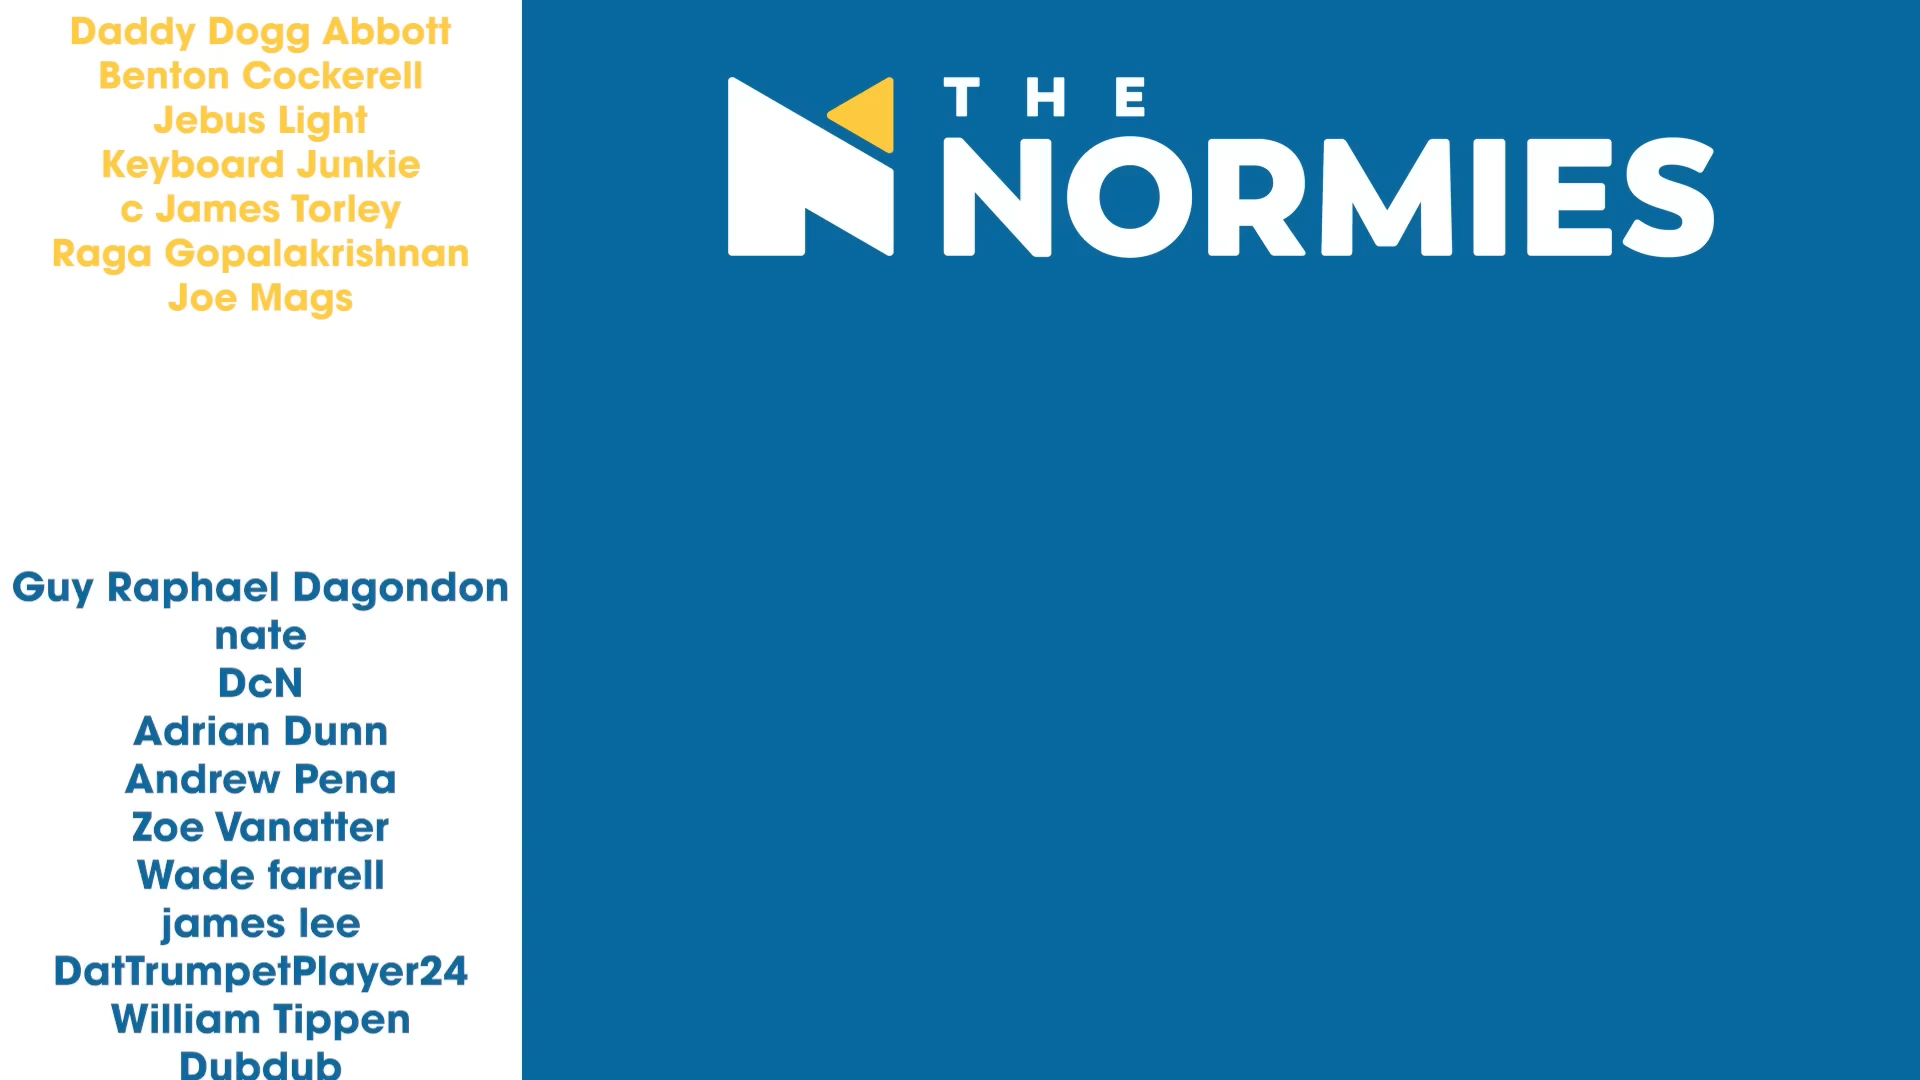 Daddy Dogg Abbott
Benton Cockerell
Jebus Light
Keyboard Junkie
c James Torley
Raga Gopalakrishnan
Joe Mags
Guy Raphael Dagondon
nate
DcN
Adrian Dunn
Andrew Pena
Zoe Vanatter
Wade farrell
james lee
DatTrumpetPlayer24
William Tippen
Dubdub
THE
NORMIES